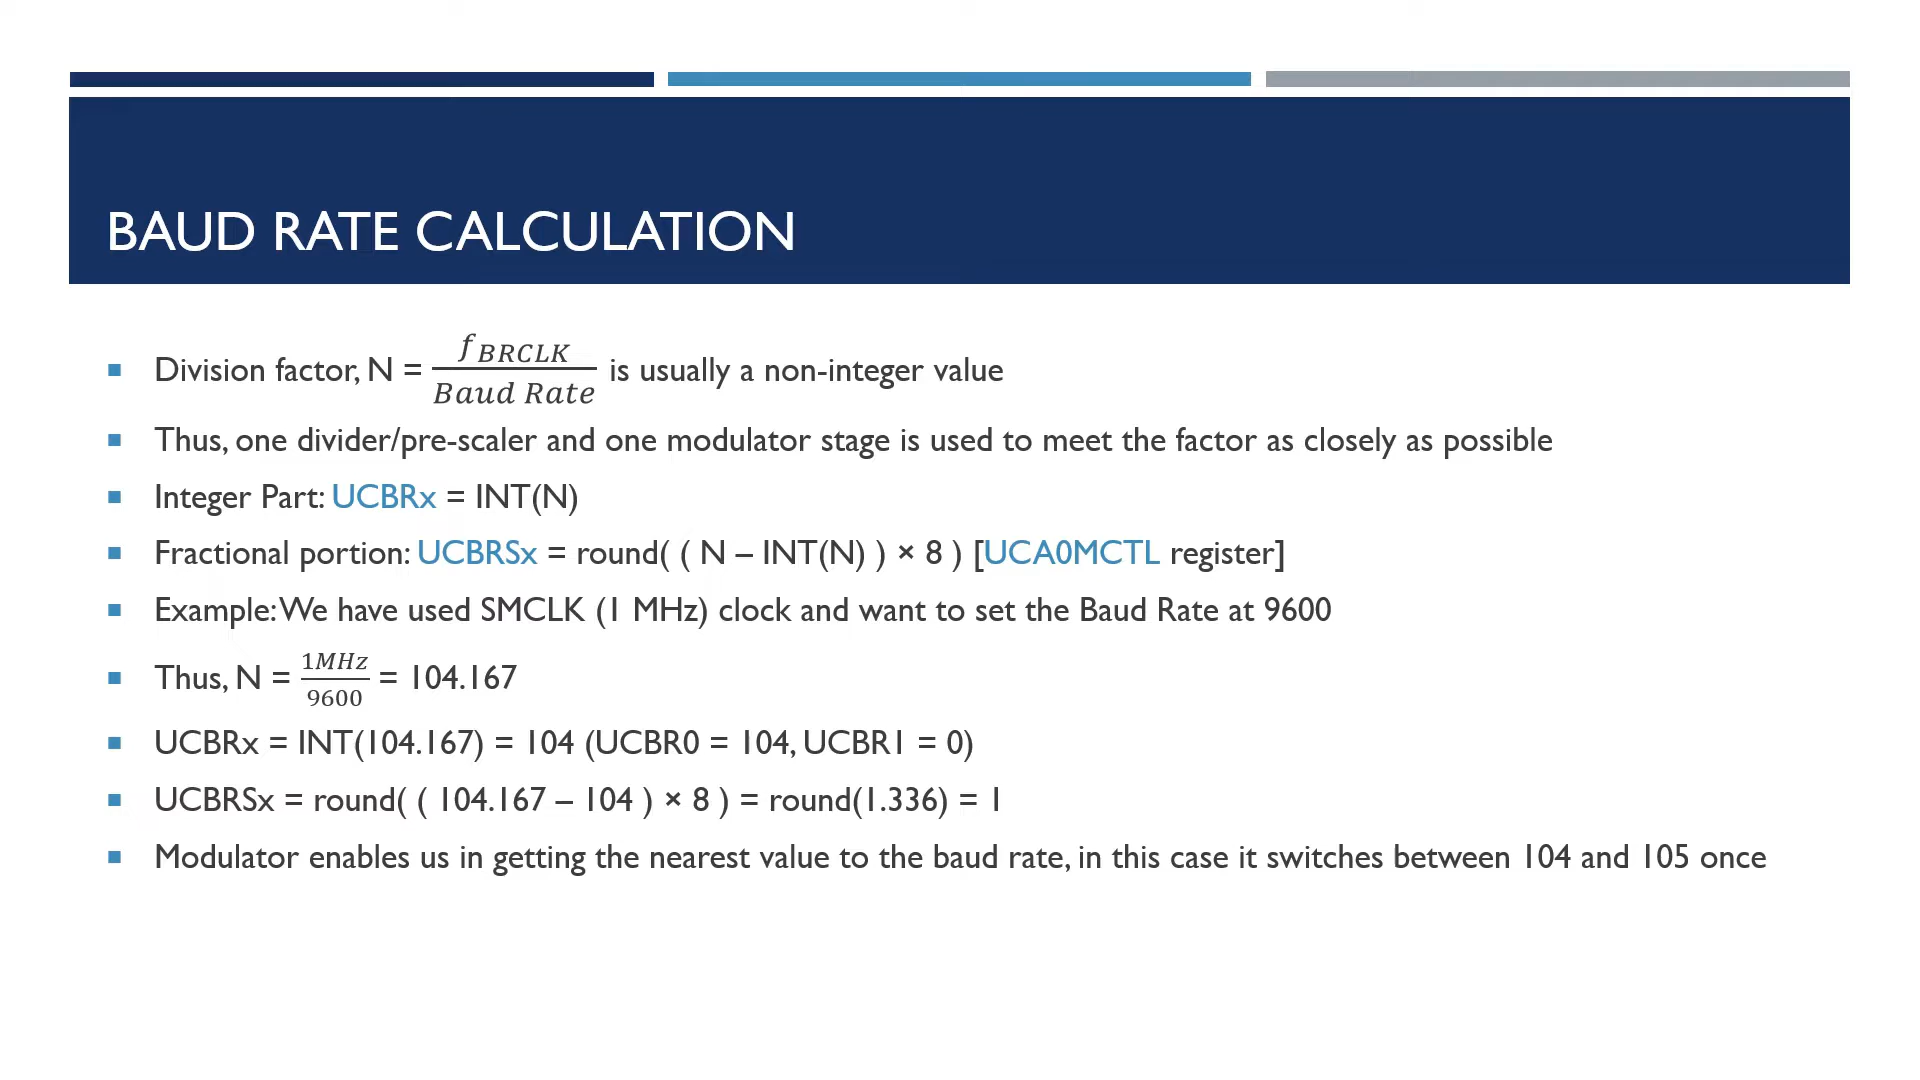 BAUD RATE CALCULATION
Division factor, N = f_BRCLK / Baud Rate is usually a non-integer value
Thus, one divider/pre-scaler and one modulator stage is used to meet the factor as closely as possible
Integer Part: UCBRx = INT(N)
Fractional portion: UCBRSx = round( ( N – INT(N) ) × 8 ) [UCA0MCTL register]
Example: We have used SMCLK (1 MHz) clock and want to set the Baud Rate at 9600
Thus, N = 1MHz / 9600 = 104.167
UCBRx = INT(104.167) = 104 (UCBR0 = 104, UCBR1 = 0)
UCBRSx = round( ( 104.167 – 104 ) × 8 ) = round(1.336) = 1
Modulator enables us in getting the nearest value to the baud rate, in this case it switches between 104 and 105 once